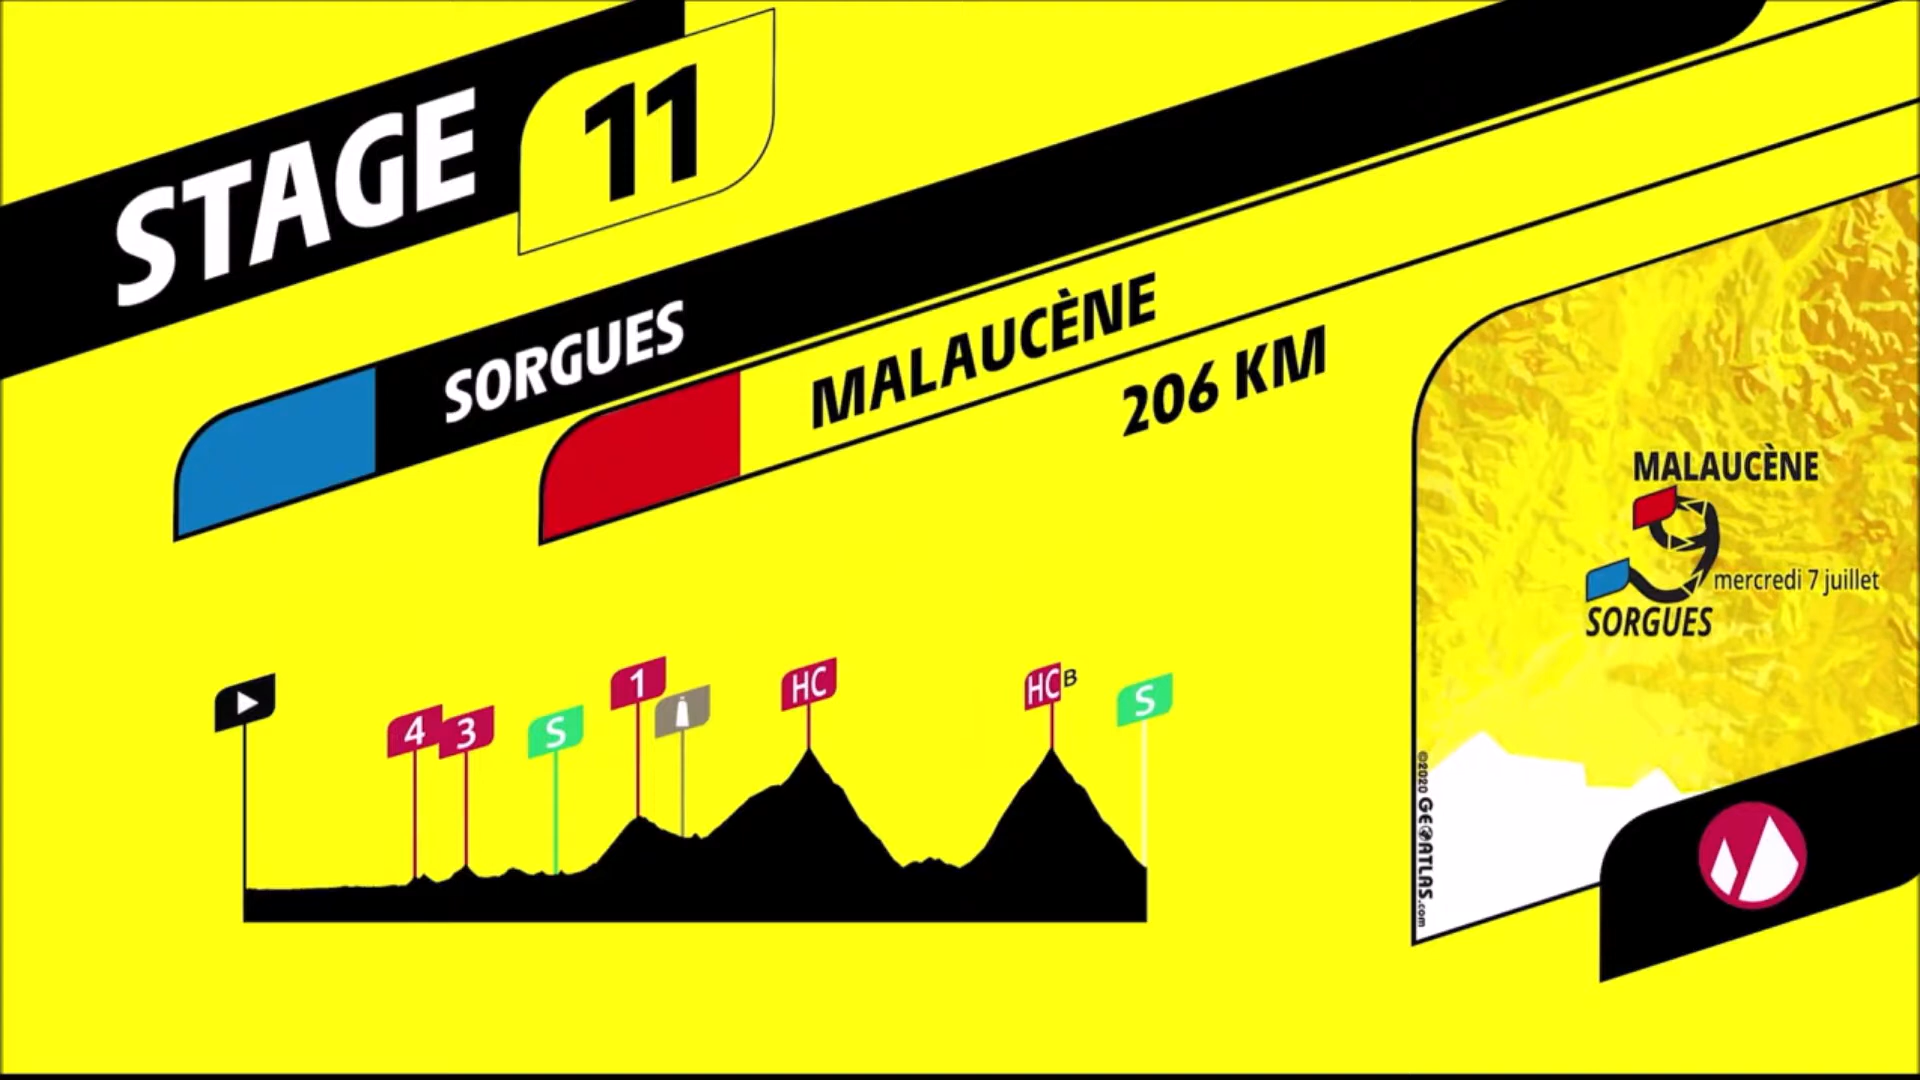 STAGE 11
SORGUES
MALAUCÈNE
206 KM
MALAUCÈNE
mercredi 7 juillet
SORGUES
4 3 S 1 HC HC B S
©2020 GEOATLAS.com